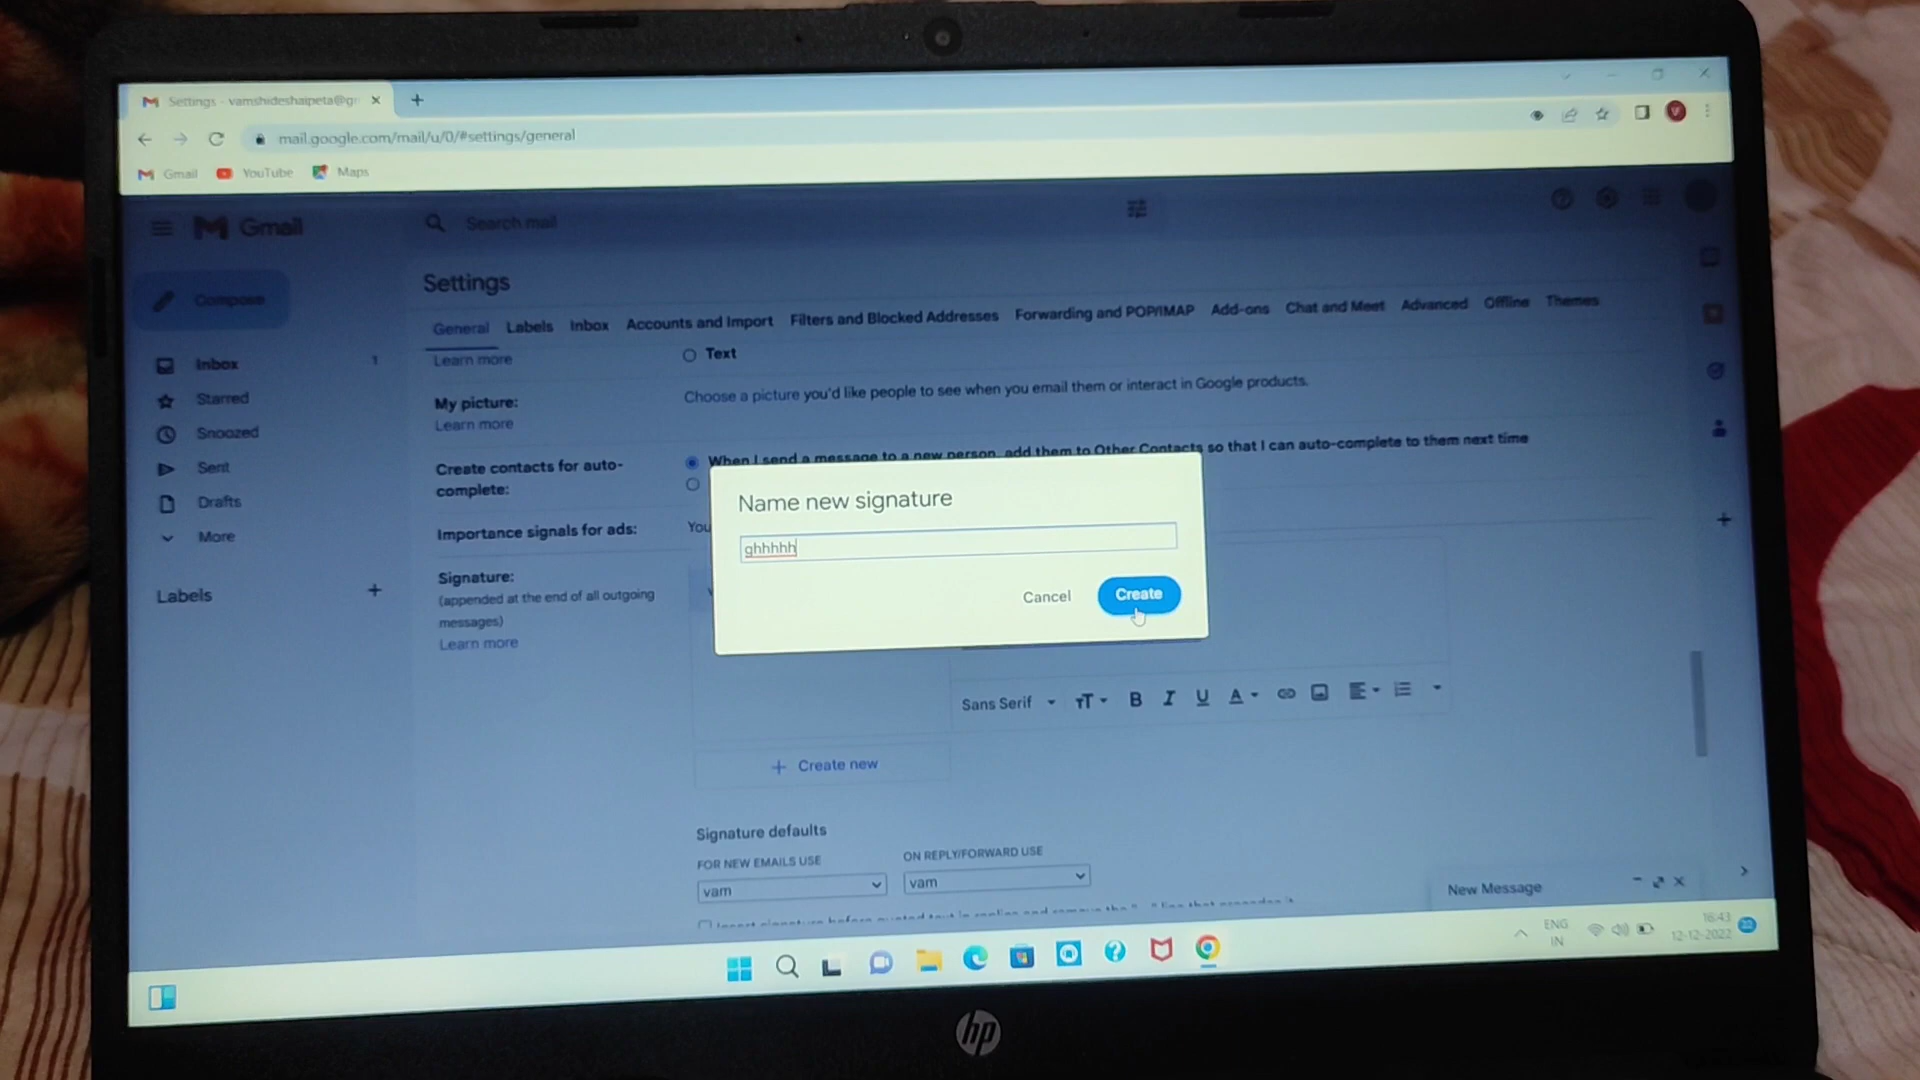 Settings - vamshideshaipeta@g
mail.google.com/mail/u/0/#settings/general
Gmail YouTube Maps
Gmail Search mail
Compose
Inbox 1
Starred
Snoozed
Sent
Drafts
More
Labels
Settings
General Labels Inbox Accounts and Import Filters and Blocked Addresses Forwarding and POP/IMAP Add-ons Chat and Meet Advanced Offline Themes
Learn more
Text
My picture:
Learn more
Choose a picture you'd like people to see when you email them or interact in Google products.
Create contacts for auto-
complete:
When I send a message to a new person, add them to Other Contacts so that I can auto-complete to them next time
Importance signals for ads:
You
Signature:
(appended at the end of all outgoing
messages)
Learn more
Name new signature
ghhhhh
Cancel Create
Sans Serif
Create new
Signature defaults
FOR NEW EMAILS USE ON REPLY/FORWARD USE
vam vam
New Message
ENG
IN
16:43
12-12-2022
hp